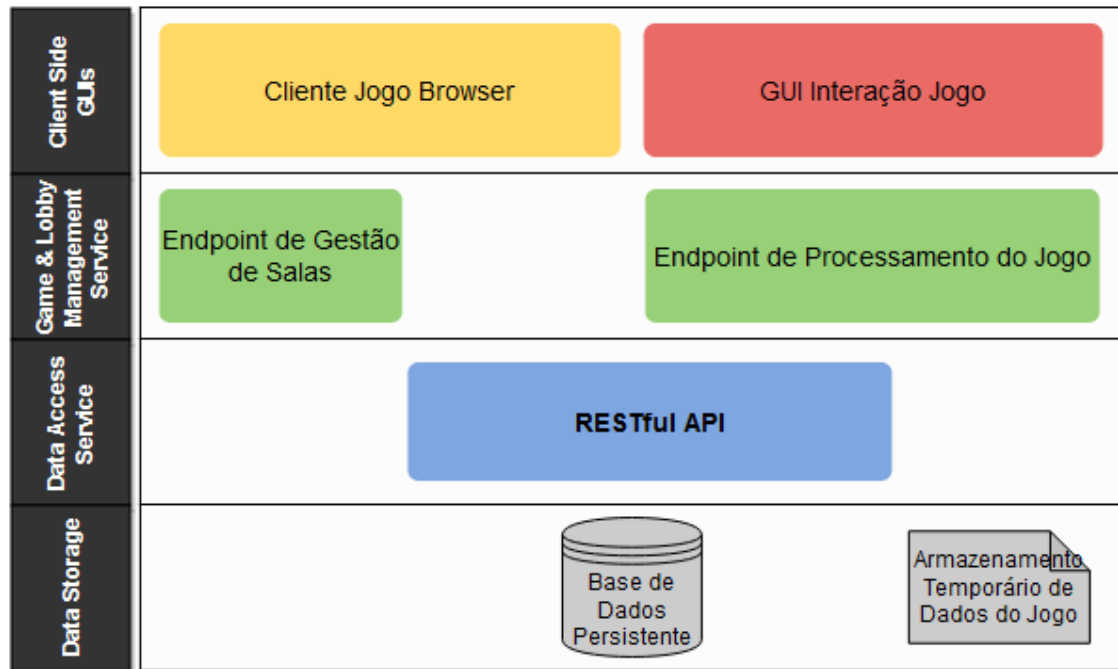 Client Side
GUIs
Cliente Jogo Browser
GUI Interação Jogo
Game & Lobby
Management
Service
Endpoint de Gestão
de Salas
Endpoint de Processamento do Jogo
Data Access
Service
RESTful API
Data Storage
Base de
Dados
Persistente
Armazenamento
Temporário de
Dados do Jogo